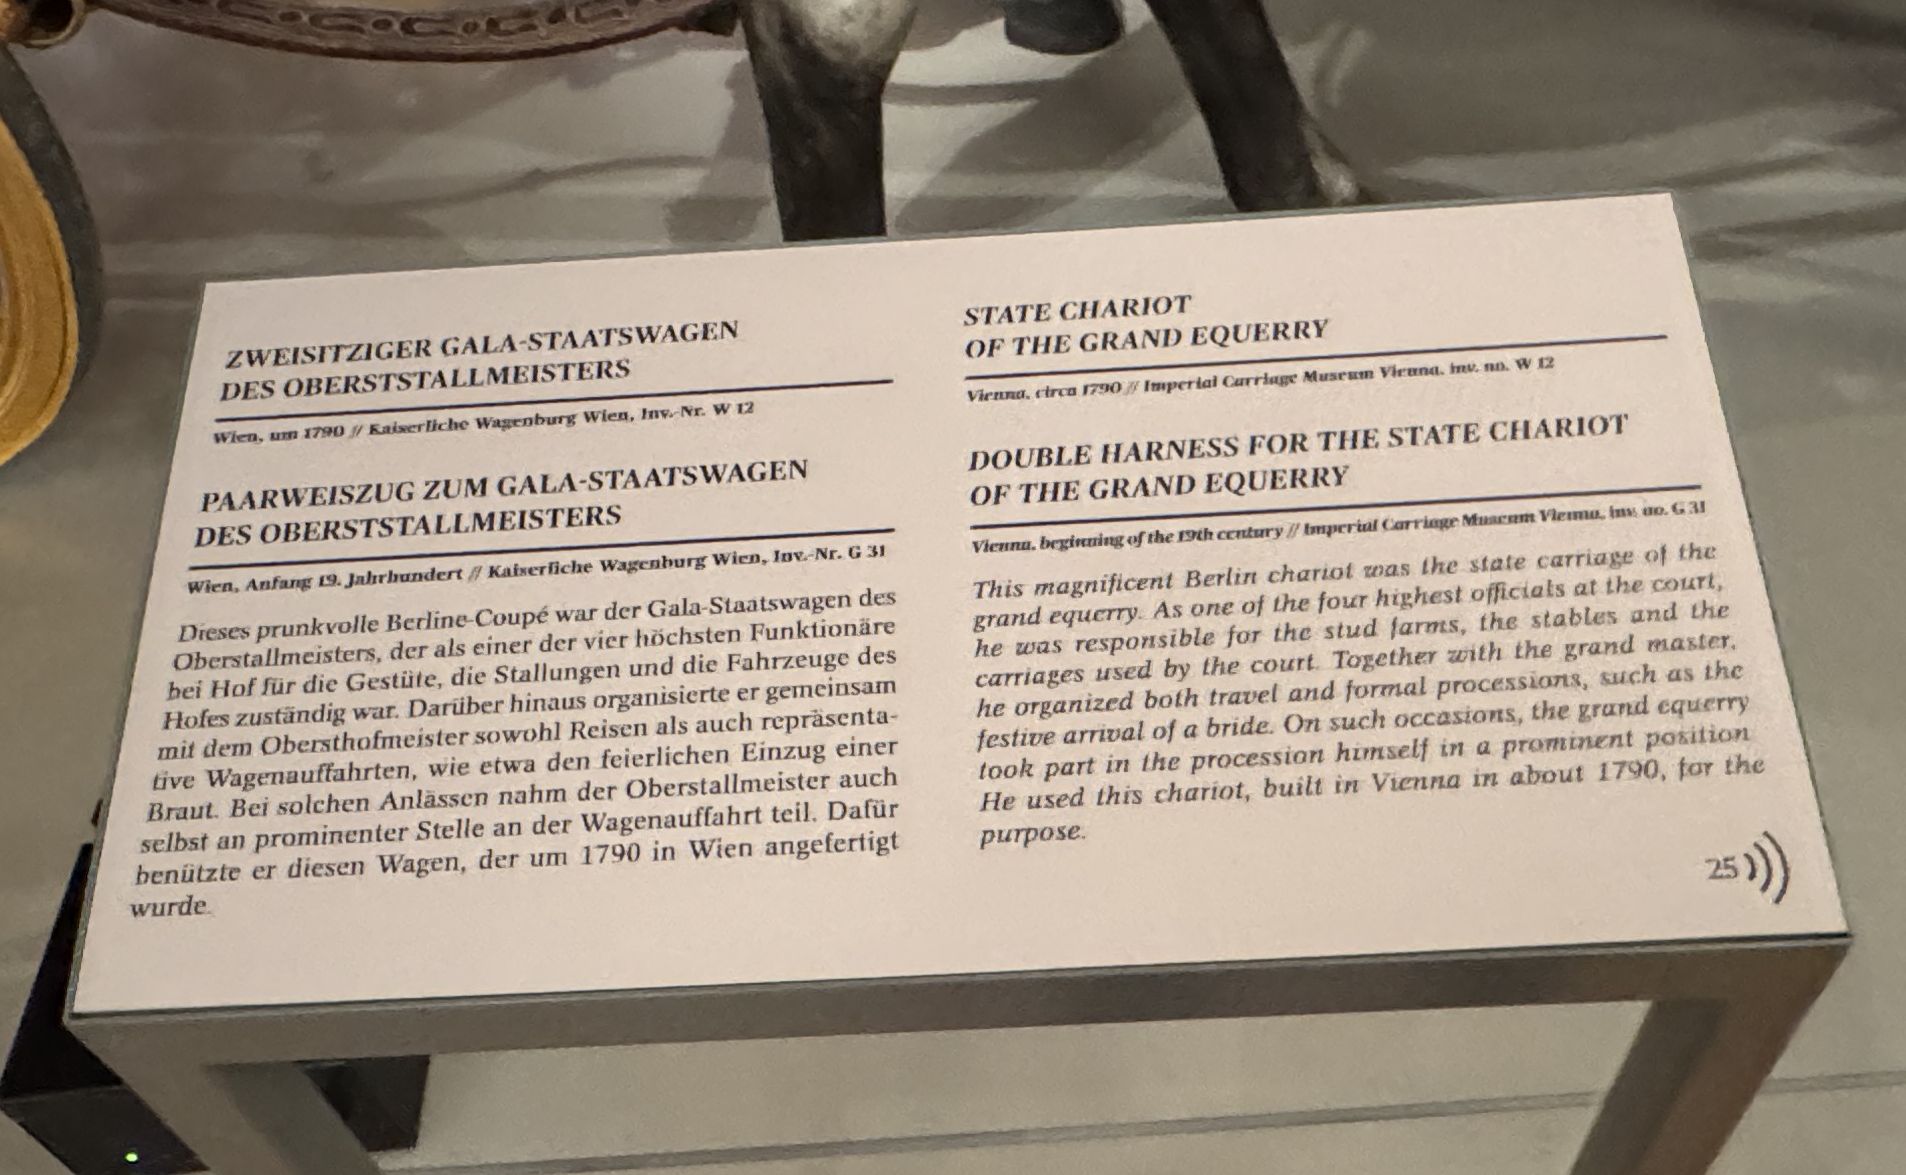 ZWEISITZIGER GALA-STAATSWAGEN
DES OBERSTSTALLMEISTERS
Wien, um 1790 // Kaiserliche Wagenburg Wien, Inv.-Nr. W 12
PAARWEISZUG ZUM GALA-STAATSWAGEN
DES OBERSTSTALLMEISTERS
Wien, Anfang 19. Jahrhundert // Kaiserliche Wagenburg Wien, Inv.-Nr. G 31
Dieses prunkvolle Berline-Coupé war der Gala-Staatswagen des
Oberstallmeisters, der als einer der vier höchsten Funktionäre
bei Hof für die Gestüte, die Stallungen und die Fahrzeuge des
Hofes zuständig war. Darüber hinaus organisierte er gemeinsam
mit dem Obersthofmeister sowohl Reisen als auch repräsenta-
tive Wagenauffahrten, wie etwa den feierlichen Einzug einer
Braut. Bei solchen Anlässen nahm der Oberstallmeister auch
selbst an prominenter Stelle an der Wagenauffahrt teil. Dafür
benützte er diesen Wagen, der um 1790 in Wien angefertigt
wurde.
STATE CHARIOT
OF THE GRAND EQUERRY
Vienna, circa 1790 // Imperial Carriage Museum Vienna, inv. no. W 12
DOUBLE HARNESS FOR THE STATE CHARIOT
OF THE GRAND EQUERRY
Vienna, beginning of the 19th century // Imperial Carriage Museum Vienna, inv. no. G 31
This magnificent Berlin chariot was the state carriage of the
grand equerry. As one of the four highest officials at the court,
he was responsible for the stud farms, the stables and the
carriages used by the court. Together with the grand master,
he organized both travel and formal processions, such as the
festive arrival of a bride. On such occasions, the grand equerry
took part in the procession himself in a prominent position
He used this chariot, built in Vienna in about 1790, for the
purpose.
25